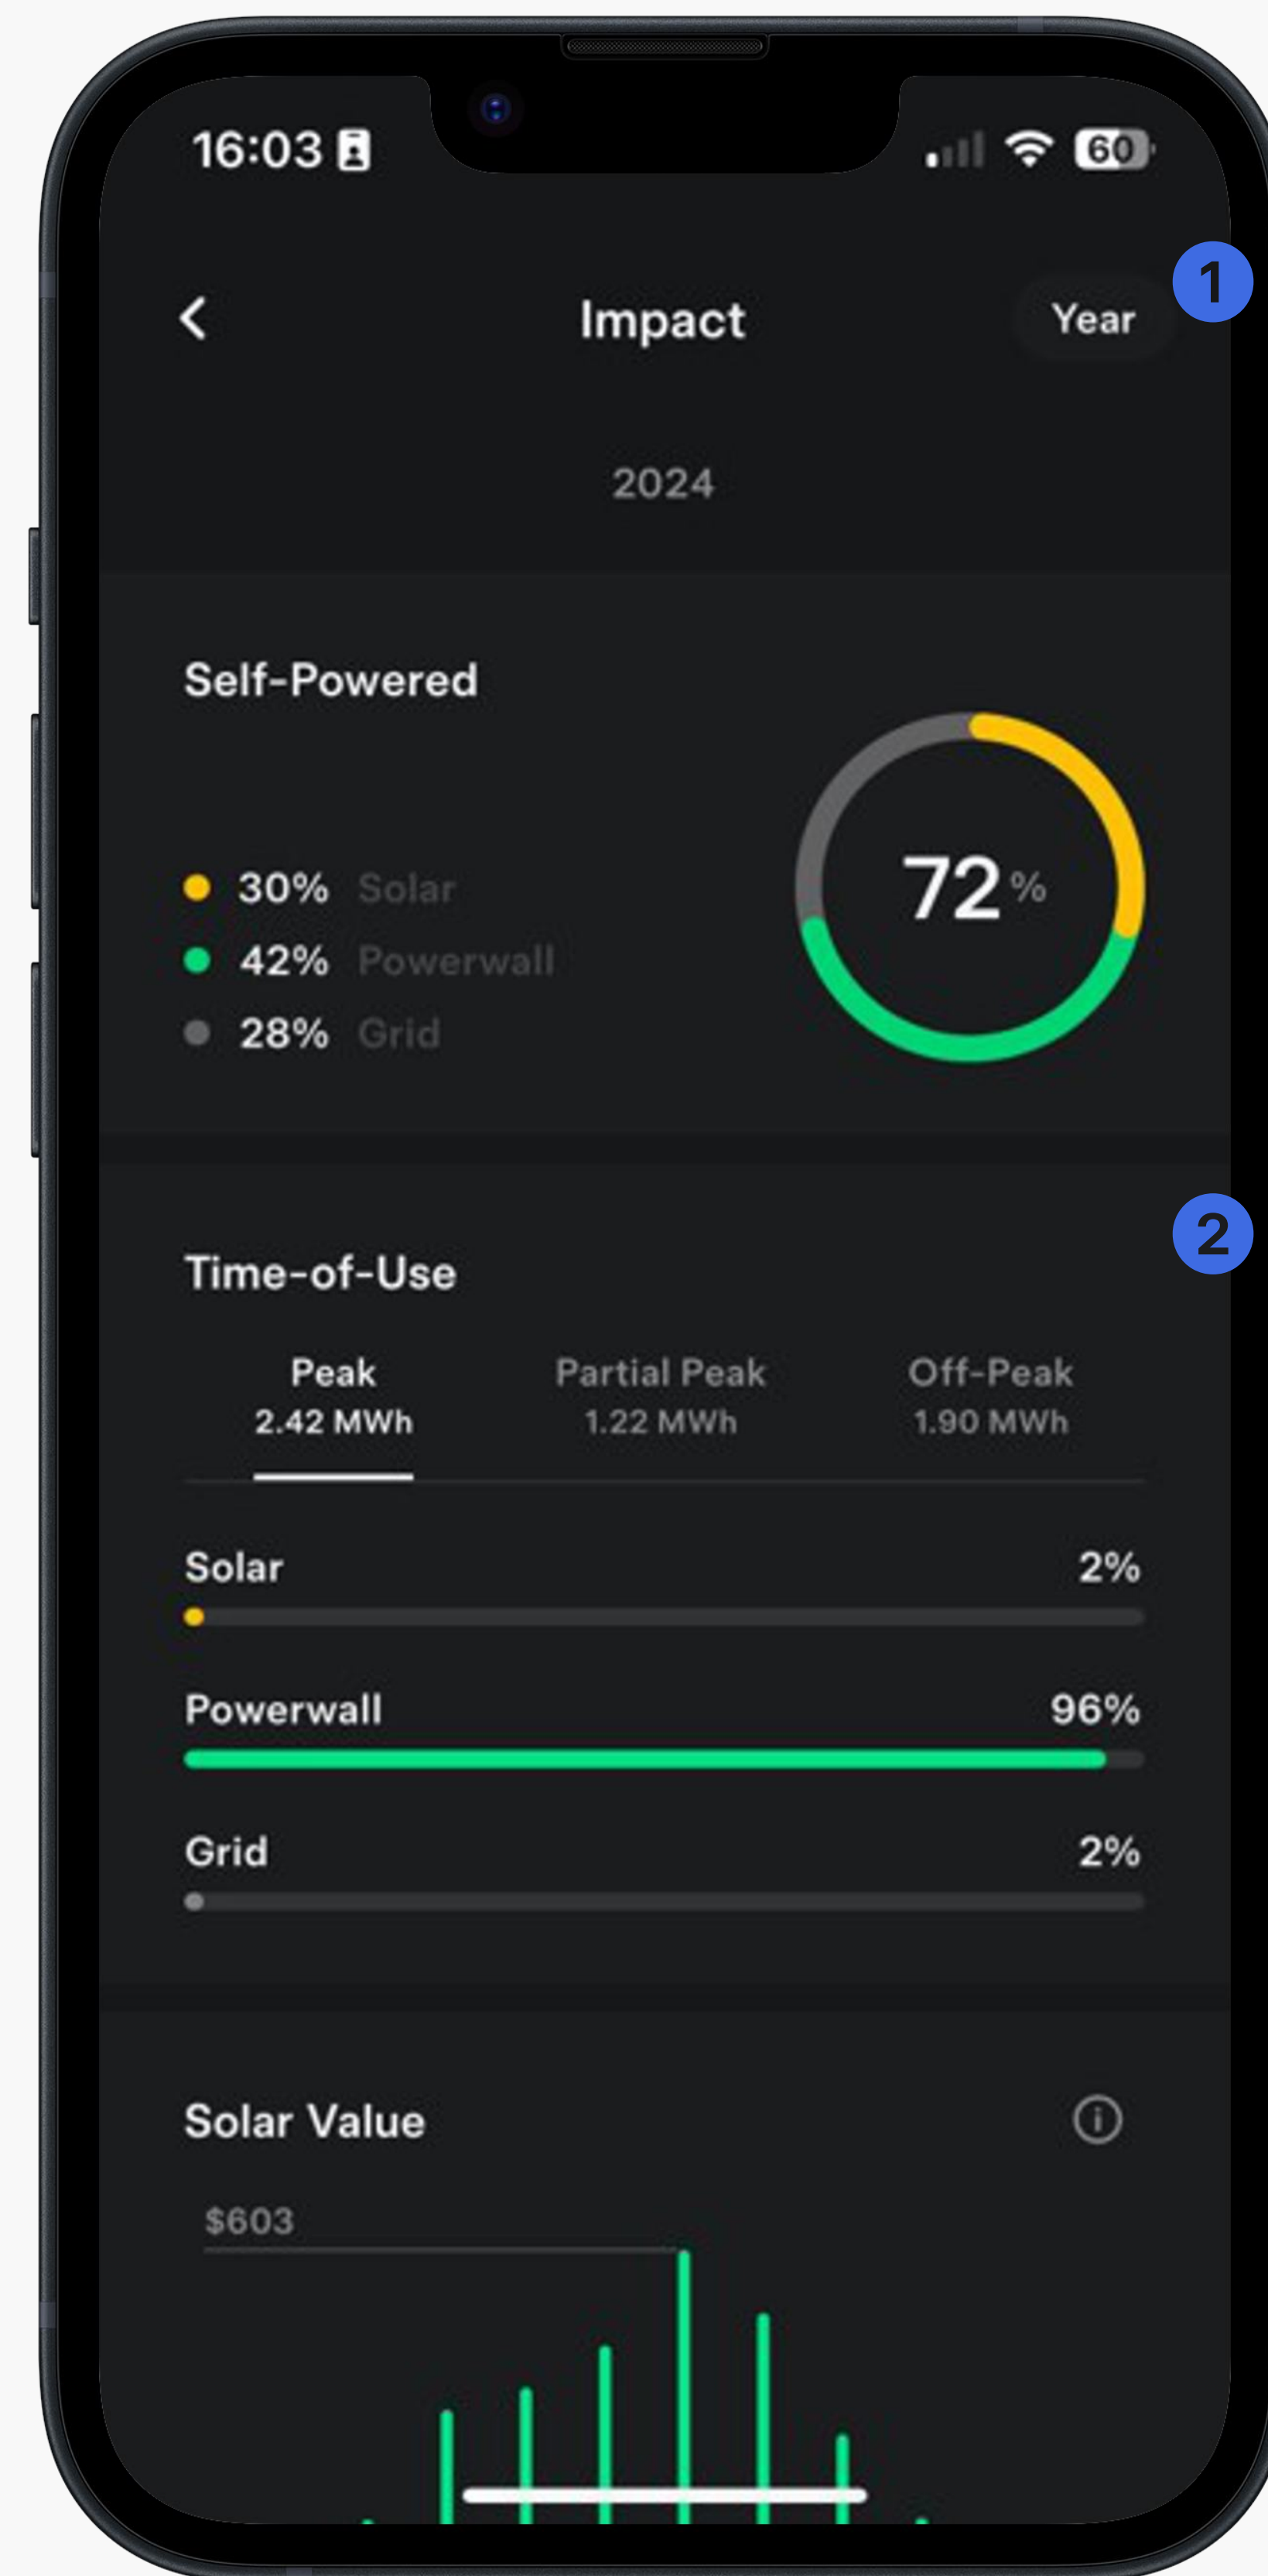 16:03
60
1
Impact
Year
2024
Self-Powered
72%
30% Solar
42% Powerwall
28% Grid
2
Time-of-Use
Peak Partial Peak Off-Peak
2.42 MWh 1.22 MWh 1.90 MWh
Solar 2%
Powerwall 96%
Grid 2%
Solar Value
$603